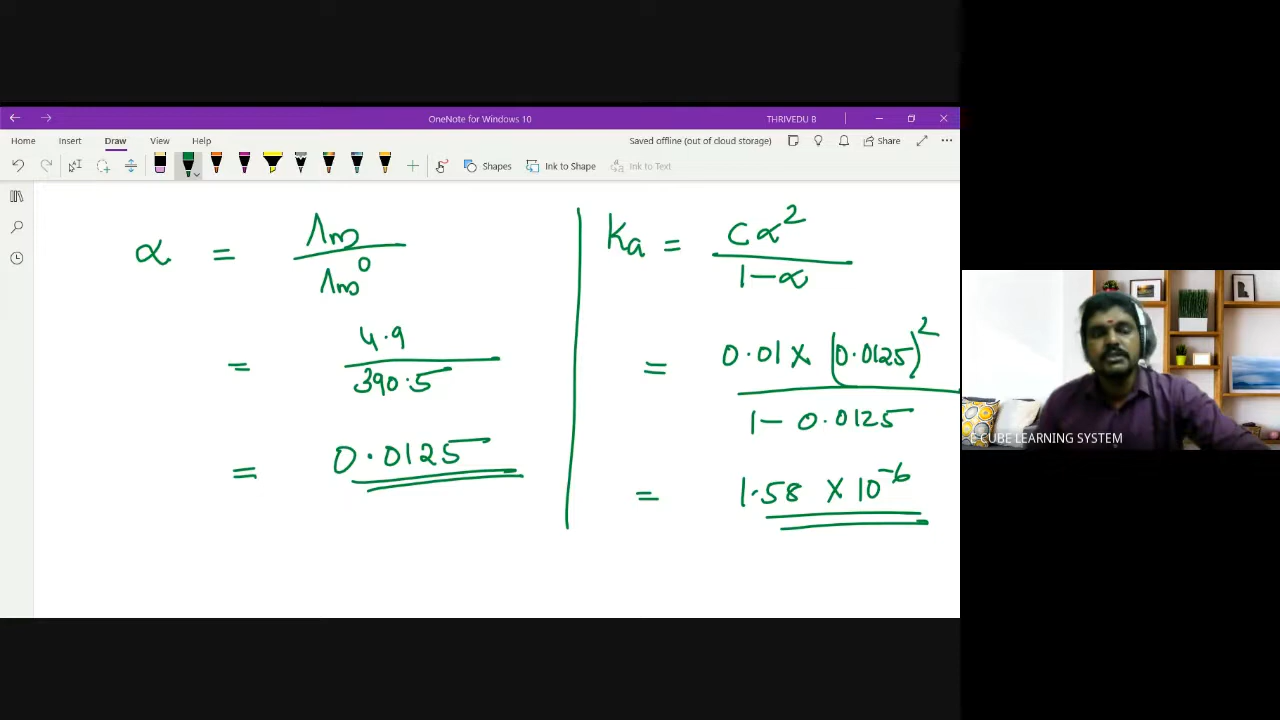 OneNote for Windows 10
THRIVEDU B
Home Insert Draw View Help
Saved offline (out of cloud storage)
Share
Shapes
Ink to Shape
Ink to Text
α = Λm / Λm⁰
= 4.9 / 390.5
= 0.0125
Ka = Cα² / 1-α
= 0.01 × (0.0125)² / 1 - 0.0125
= 1.58 × 10⁻⁶
CUBE LEARNING SYSTEM